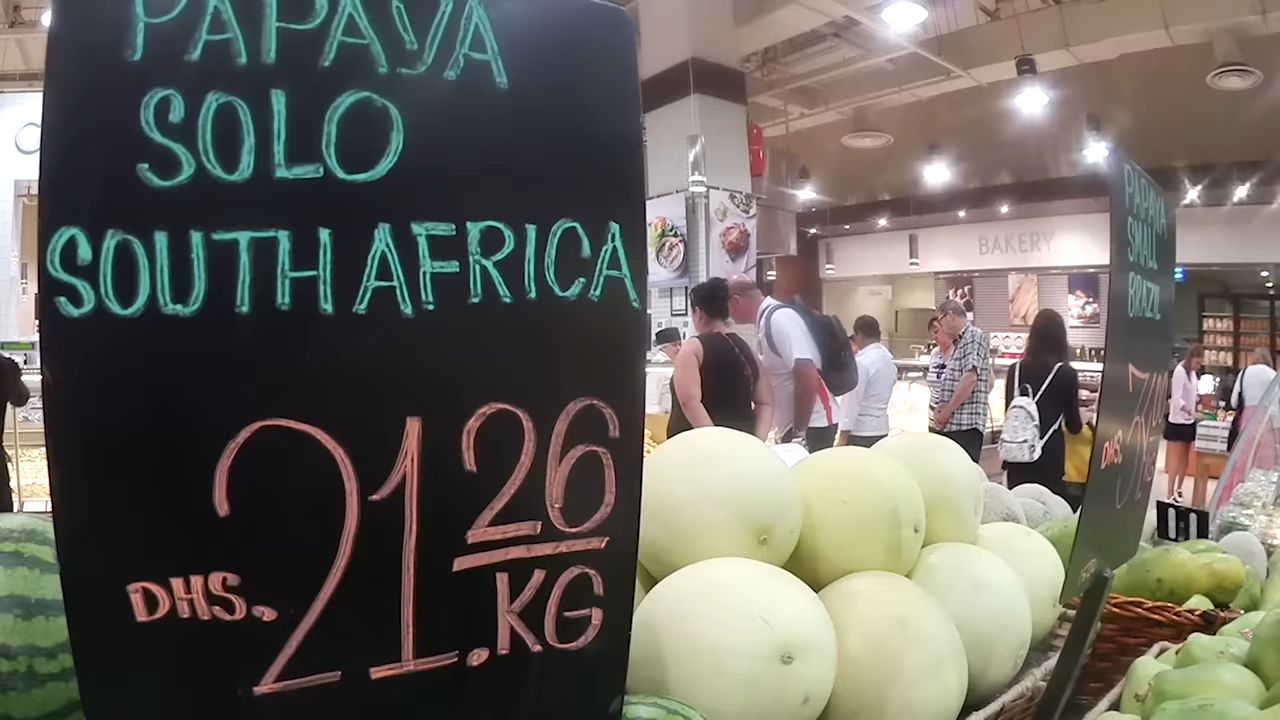 PAPAYA
SOLO
SOUTH AFRICA
DHS. 21.26
KG
BAKERY
PAPAYA
SMALL
BRAZIL
DHS.